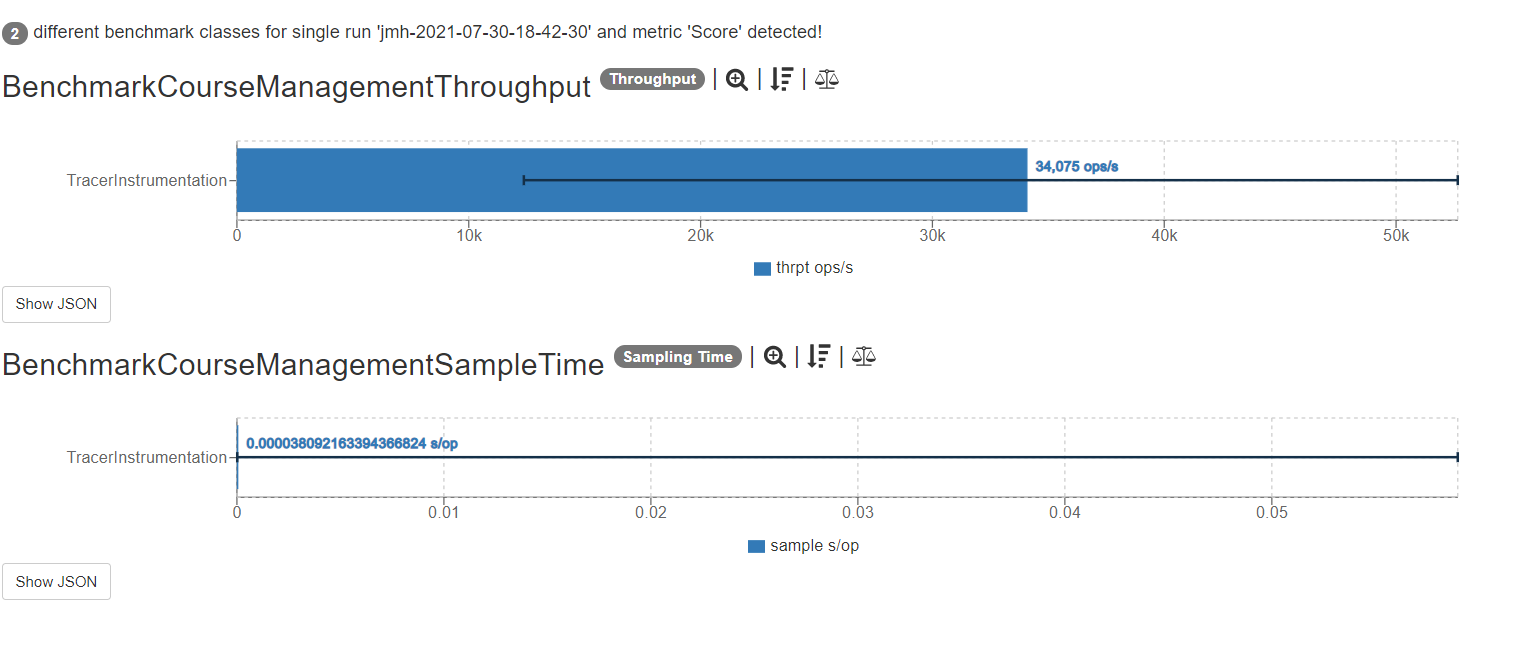 2 different benchmark classes for single run 'jmh-2021-07-30-18-42-30' and metric 'Score' detected!
BenchmarkCourseManagementThroughput Throughput | | |
34,075 ops/s
TracerInstrumentation
0 10k 20k 30k 40k 50k
thrpt ops/s
Show JSON
BenchmarkCourseManagementSampleTime Sampling Time | | |
0.000038092163394366824 s/op
TracerInstrumentation
0 0.01 0.02 0.03 0.04 0.05
sample s/op
Show JSON